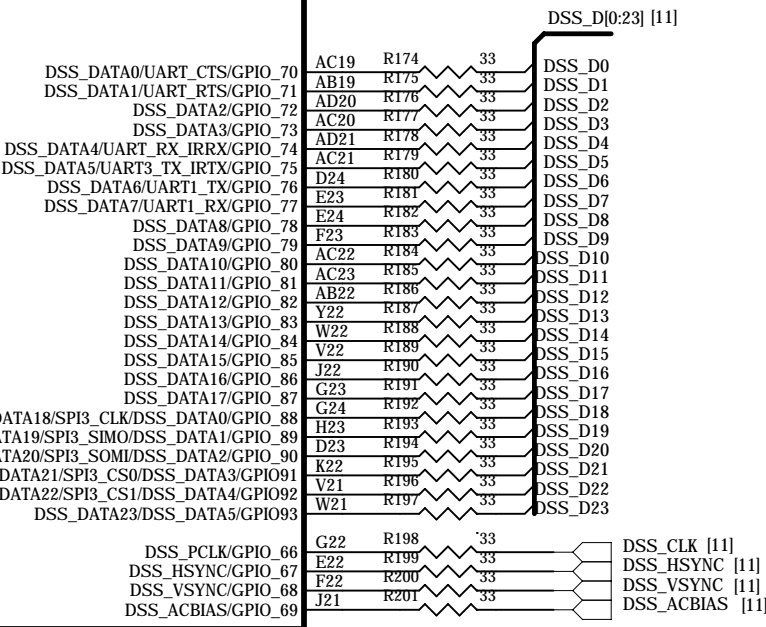 DSS_D[0:23] [11]
DSS_DATA0/UART_CTS/GPIO_70 AC19 R174 33 DSS_D0
DSS_DATA1/UART_RTS/GPIO_71 AB19 R175 33 DSS_D1
DSS_DATA2/GPIO_72 AD20 R176 33 DSS_D2
DSS_DATA3/GPIO_73 AC20 R177 33 DSS_D3
DSS_DATA4/UART_RX_IRRX/GPIO_74 AD21 R178 33 DSS_D4
DSS_DATA5/UART3_TX_IRTX/GPIO_75 AC21 R179 33 DSS_D5
DSS_DATA6/UART1_TX/GPIO_76 D24 R180 33 DSS_D6
DSS_DATA7/UART1_RX/GPIO_77 E23 R181 33 DSS_D7
DSS_DATA8/GPIO_78 E24 R182 33 DSS_D8
DSS_DATA9/GPIO_79 F23 R183 33 DSS_D9
DSS_DATA10/GPIO_80 AC22 R184 33 DSS_D10
DSS_DATA11/GPIO_81 AC23 R185 33 DSS_D11
DSS_DATA12/GPIO_82 AB22 R186 33 DSS_D12
DSS_DATA13/GPIO_83 Y22 R187 33 DSS_D13
DSS_DATA14/GPIO_84 W22 R188 33 DSS_D14
DSS_DATA15/GPIO_85 V22 R189 33 DSS_D15
DSS_DATA16/GPIO_86 J22 R190 33 DSS_D16
DSS_DATA17/GPIO_87 G23 R191 33 DSS_D17
DATA18/SPI3_CLK/DSS_DATA0/GPIO_88 G24 R192 33 DSS_D18
ATA19/SPI3_SIMO/DSS_DATA1/GPIO_89 H23 R193 33 DSS_D19
ATA20/SPI3_SOMI/DSS_DATA2/GPIO_90 D23 R194 33 DSS_D20
DATA21/SPI3_CS0/DSS_DATA3/GPIO91 K22 R195 33 DSS_D21
DATA22/SPI3_CS1/DSS_DATA4/GPIO92 V21 R196 33 DSS_D22
DSS_DATA23/DSS_DATA5/GPIO93 W21 R197 33 DSS_D23
DSS_PCLK/GPIO_66 G22 R198 33 DSS_CLK [11]
DSS_HSYNC/GPIO_67 E22 R199 33 DSS_HSYNC [11]
DSS_VSYNC/GPIO_68 F22 R200 33 DSS_VSYNC [11]
DSS_ACBIAS/GPIO_69 J21 R201 33 DSS_ACBIAS [11]